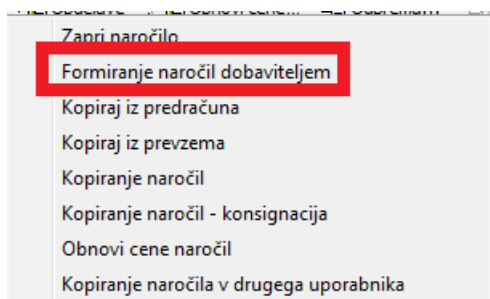 Zapri naročilo
Formiranje naročil dobaviteljem
Kopiraj iz predračuna
Kopiraj iz prevzema
Kopiranje naročil
Kopiranje naročil - konsignacija
Obnovi cene naročil
Kopiranje naročila v drugega uporabnika